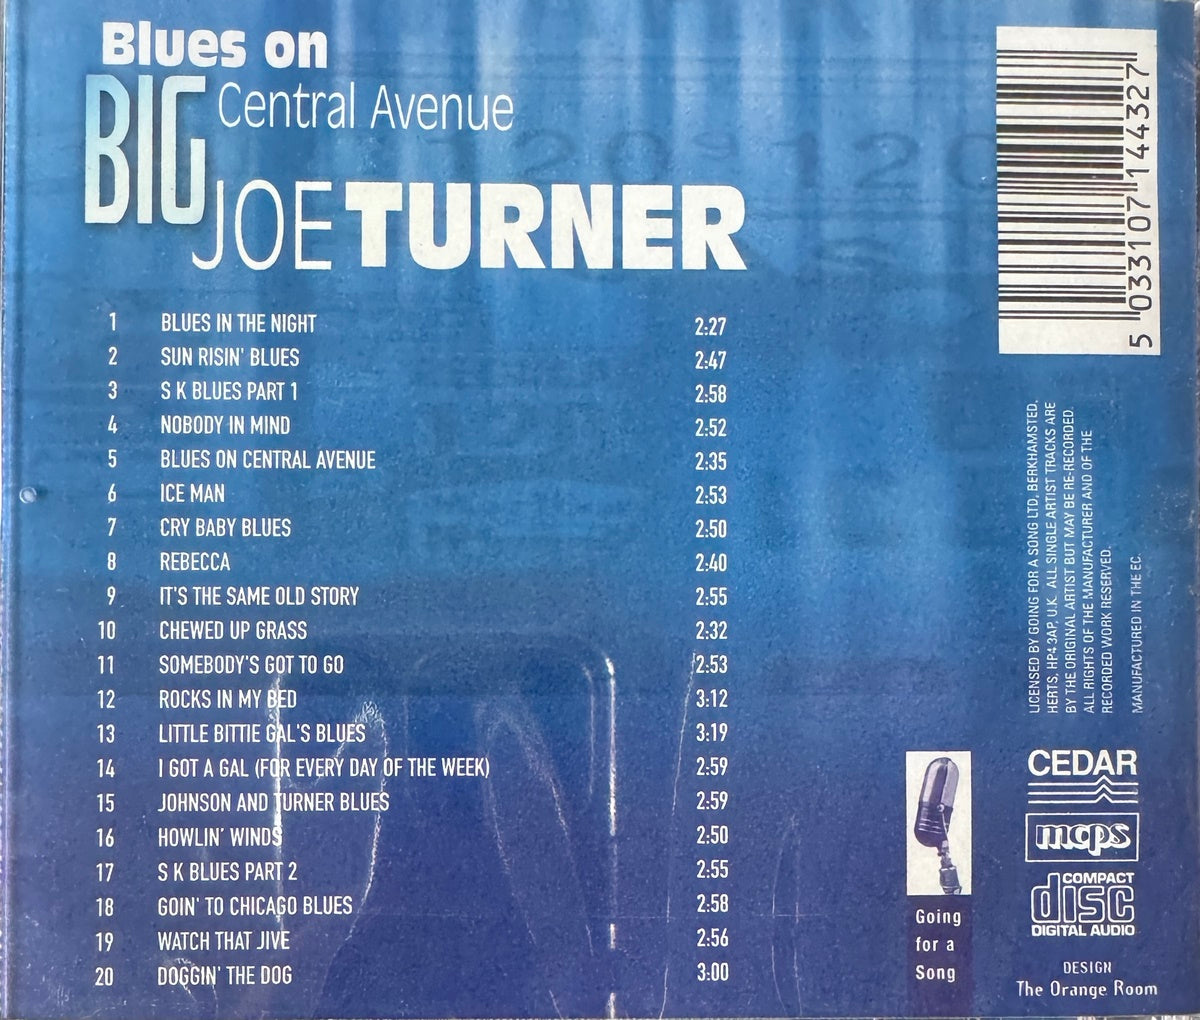 Blues on
BIG Central Avenue
JOE TURNER
1 BLUES IN THE NIGHT 2:27
2 SUN RISIN' BLUES 2:47
3 S K BLUES PART 1 2:58
4 NOBODY IN MIND 2:52
5 BLUES ON CENTRAL AVENUE 2:35
6 ICE MAN 2:53
7 CRY BABY BLUES 2:50
8 REBECCA 2:40
9 IT'S THE SAME OLD STORY 2:55
10 CHEWED UP GRASS 2:32
11 SOMEBODY'S GOT TO GO 2:53
12 ROCKS IN MY BED 3:12
13 LITTLE BITTIE GAL'S BLUES 3:19
14 I GOT A GAL (FOR EVERY DAY OF THE WEEK) 2:59
15 JOHNSON AND TURNER BLUES 2:59
16 HOWLIN' WINDS 2:50
17 S K BLUES PART 2 2:55
18 GOIN' TO CHICAGO BLUES 2:58
19 WATCH THAT JIVE 2:56
20 DOGGIN' THE DOG 3:00
5 033107 144327
LICENSED BY GOING FOR A SONG LTD, BERKHAMSTED,
HERTS, HP4 3AP, U.K. ALL SINGLE ARTIST TRACKS ARE
BY THE ORIGINAL ARTIST BUT MAY BE RE-RECORDED.
ALL RIGHTS OF THE MANUFACTURER AND OF THE
RECORDED WORK RESERVED.
MANUFACTURED IN THE EC.
Going
for a
Song
CEDAR
mcps
COMPACT
disc
DIGITAL AUDIO
DESIGN
The Orange Room